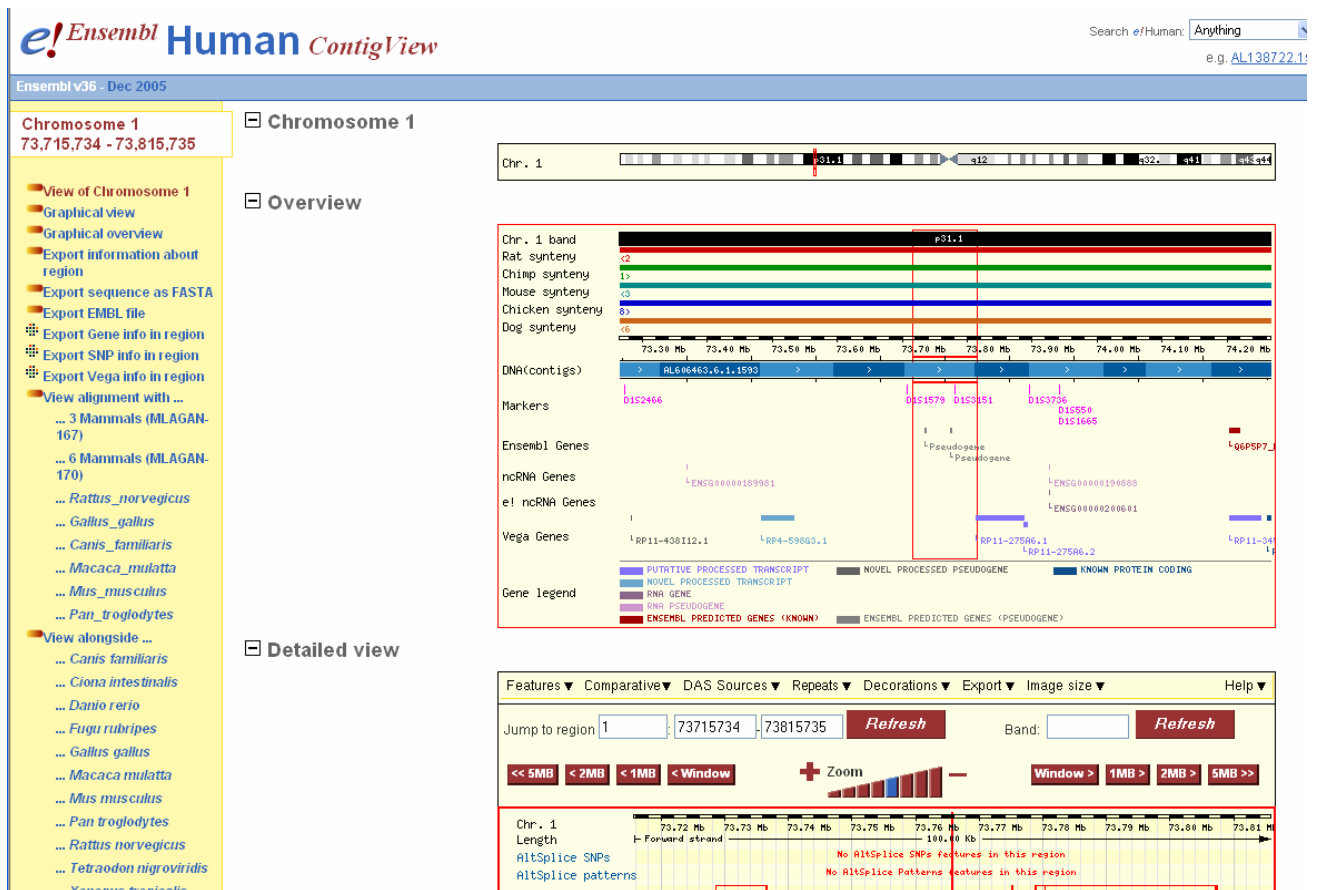 e! Ensembl Human ContigView
Search e! Human: Anything
e.g. AL138722.1
Ensembl v36 - Dec 2005
Chromosome 1
73,715,734 - 73,815,735
View of Chromosome 1
Graphical view
Graphical overview
Export information about
region
Export sequence as FASTA
Export EMBL file
Export Gene info in region
Export SNP info in region
Export Vega info in region
View alignment with ...
... 3 Mammals (MLAGAN-
167)
... 6 Mammals (MLAGAN-
170)
... Rattus_norvegicus
... Gallus_gallus
... Canis_familiaris
... Macaca_mulatta
... Mus_musculus
... Pan_troglodytes
View alongside ...
... Canis familiaris
... Ciona intestinalis
... Danio rerio
... Fugu rubripes
... Gallus gallus
... Macaca mulatta
... Mus musculus
... Pan troglodytes
... Rattus norvegicus
... Tetraodon nigroviridis
Chromosome 1
Chr. 1 p31.1 q12 q32. q41 q43 q44
Overview
Chr. 1 band p31.1
Rat synteny <2
Chimp synteny 1>
Mouse synteny <3
Chicken synteny 8>
Dog synteny <6
73.30 Mb 73.40 Mb 73.50 Mb 73.60 Mb 73.70 Mb 73.80 Mb 73.90 Mb 74.00 Mb 74.10 Mb 74.20 Mb
DNA(contigs) > AL606463.6.1.1593 > > > > > > >
Markers D1S2466 D1S1579 D1S3151 D1S3736
D1S550
D1S1665
Ensembl Genes Pseudogene Q6P5P7_
Pseudogene
ncRNA Genes ENSG00000189981 ENSG00000190888
e! ncRNA Genes ENSG00000200601
Vega Genes RP11-438I12.1 RP4-598G3.1 RP11-275A6.1 RP11-34
RP11-275A6.2
Gene legend
PUTATIVE PROCESSED TRANSCRIPT NOVEL PROCESSED PSEUDOGENE KNOWN PROTEIN CODING
NOVEL PROCESSED TRANSCRIPT
RNA GENE
RNA PSEUDOGENE
ENSEMBL PREDICTED GENES (KNOWN) ENSEMBL PREDICTED GENES (PSEUDOGENE)
Detailed view
Features Comparative DAS Sources Repeats Decorations Export Image size Help
Jump to region 1 : 73715734 - 73815735 Refresh Band: Refresh
<< 5MB < 2MB < 1MB < Window + Zoom - Window > 1MB > 2MB > 5MB >>
Chr. 1 73.72 Mb 73.73 Mb 73.74 Mb 73.75 Mb 73.76 Mb 73.77 Mb 73.78 Mb 73.79 Mb 73.80 Mb 73.81 M
Length Forward strand 100.00 Kb
AltSplice SNPs No AltSplice SNPs features in this region
AltSplice patterns No AltSplice Patterns features in this region